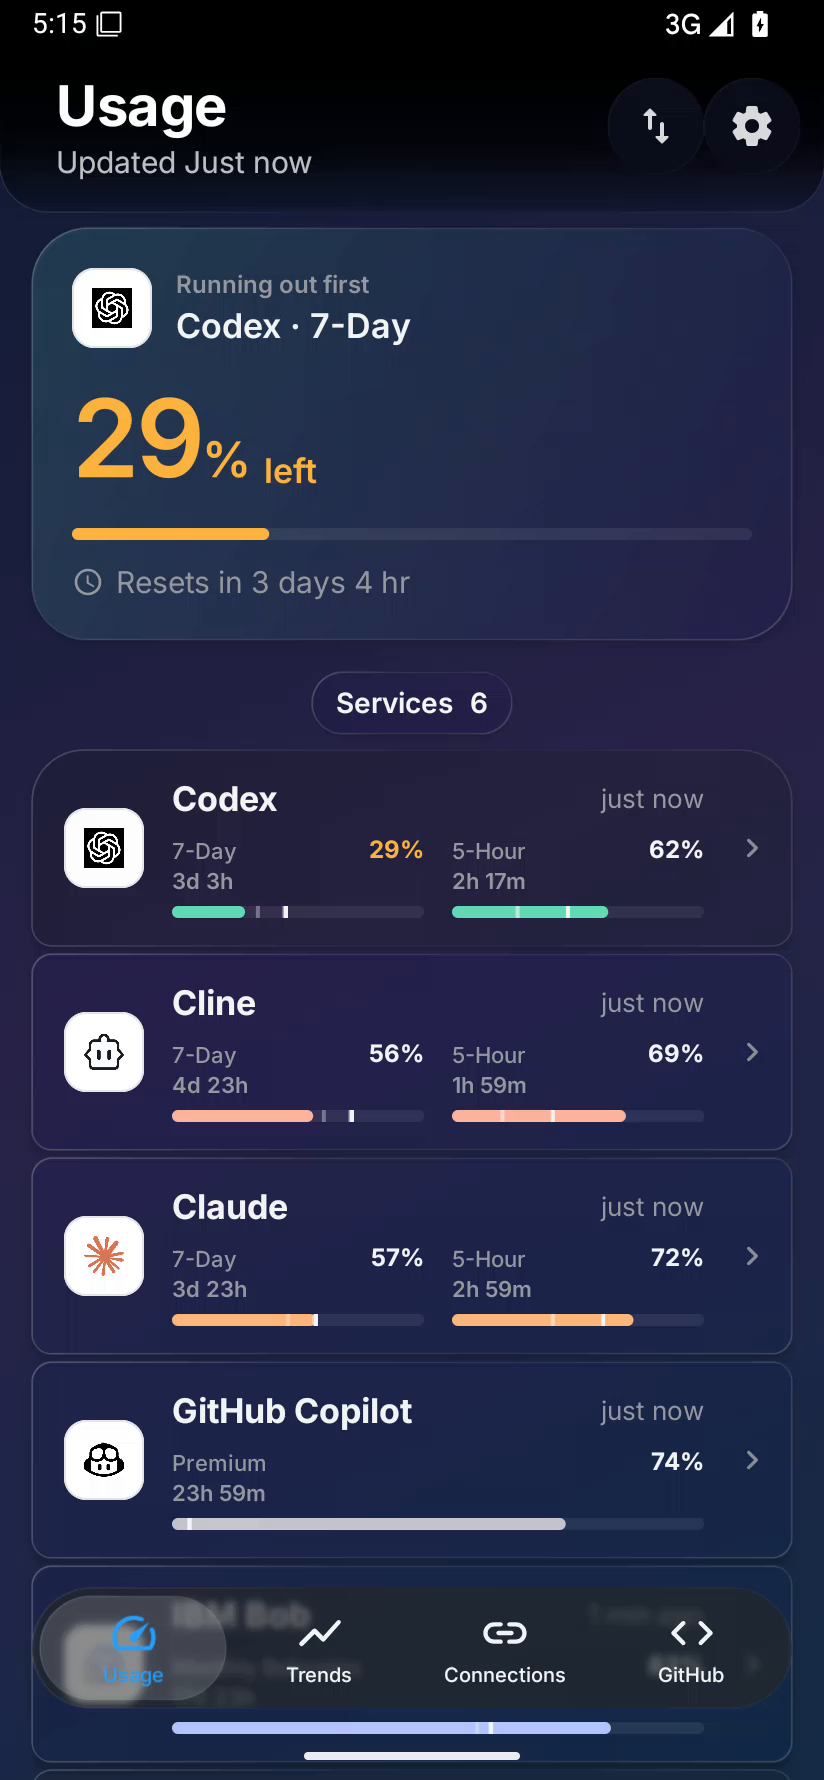 5:15
3G
Usage
Updated Just now
Running out first
Codex · 7-Day
29% left
Resets in 3 days 4 hr
Services 6
Codex
just now
7-Day 29%
3d 3h
5-Hour 62%
2h 17m
Cline
just now
7-Day 56%
4d 23h
5-Hour 69%
1h 59m
Claude
just now
7-Day 57%
3d 23h
5-Hour 72%
2h 59m
GitHub Copilot
just now
Premium 74%
23h 59m
IBM Bob
Usage
Trends
Connections
GitHub